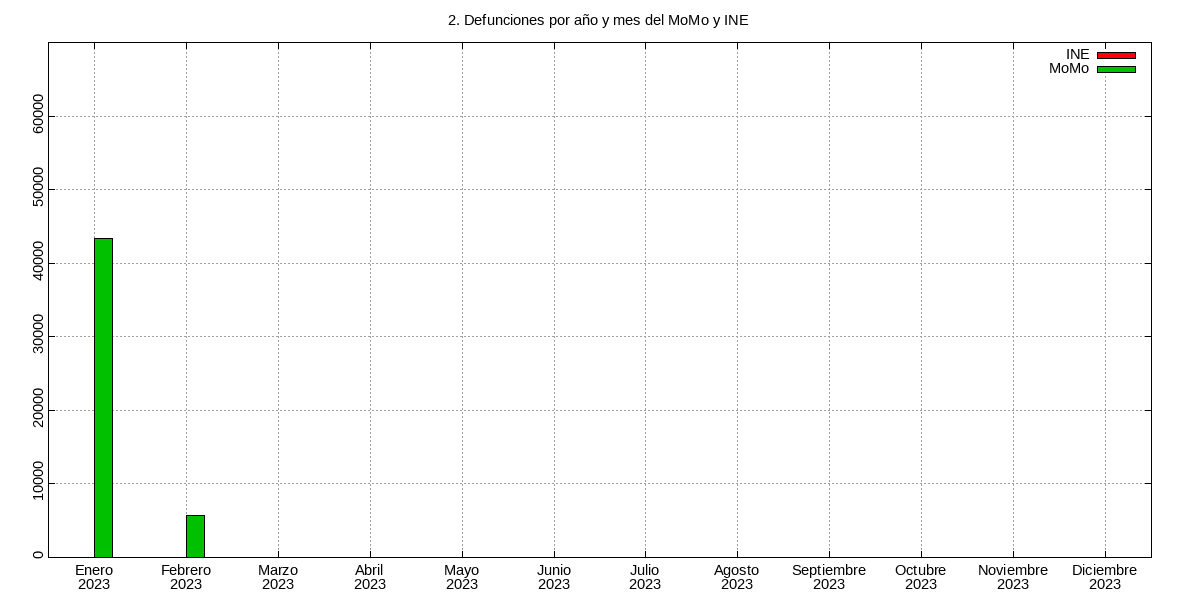 2. Defunciones por año y mes del MoMo y INE
INE
MoMo
60000
50000
40000
30000
20000
10000
0
Enero Febrero Marzo Abril Mayo Junio Julio Agosto Septiembre Octubre Noviembre Diciembre
2023 2023 2023 2023 2023 2023 2023 2023 2023 2023 2023 2023